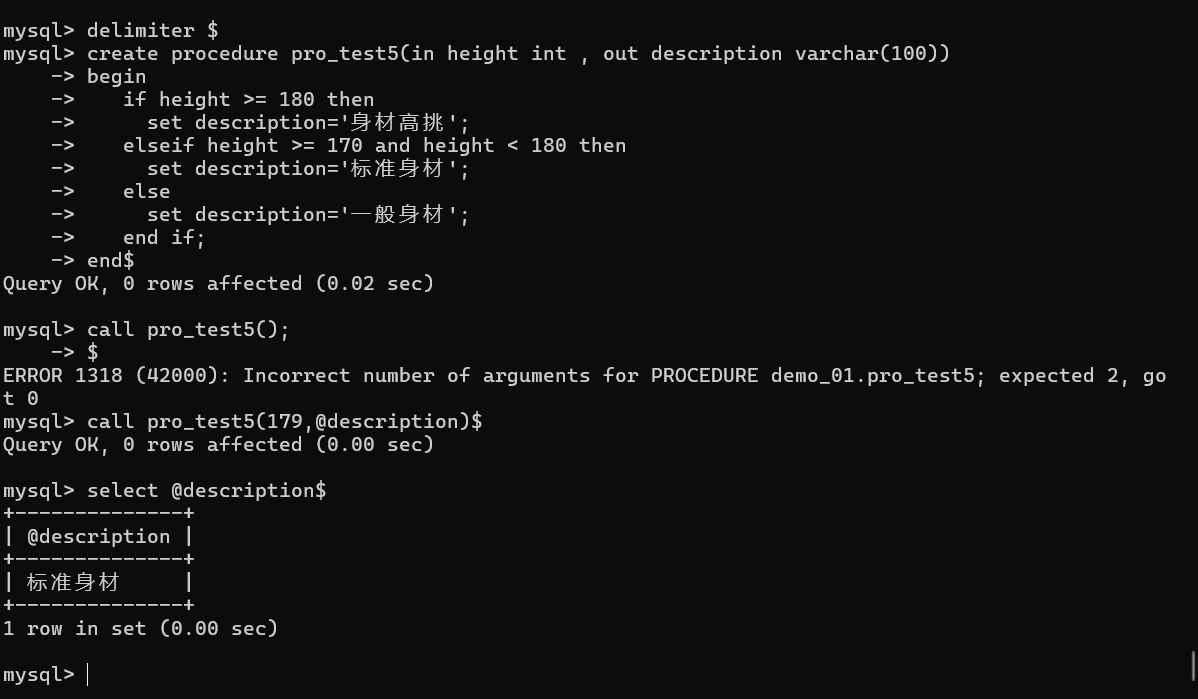 mysql> delimiter $
mysql> create procedure pro_test5(in height int , out description varchar(100))
    -> begin
    ->    if height >= 180 then
    ->      set description='身材高挑';
    ->    elseif height >= 170 and height < 180 then
    ->      set description='标准身材';
    ->    else
    ->      set description='一般身材';
    ->    end if;
    -> end$
Query OK, 0 rows affected (0.02 sec)
mysql> call pro_test5();
    -> $
ERROR 1318 (42000): Incorrect number of arguments for PROCEDURE demo_01.pro_test5; expected 2, go
t 0
mysql> call pro_test5(179,@description)$
Query OK, 0 rows affected (0.00 sec)
mysql> select @description$
+--------------+
| @description |
+--------------+
| 标准身材     |
+--------------+
1 row in set (0.00 sec)
mysql>